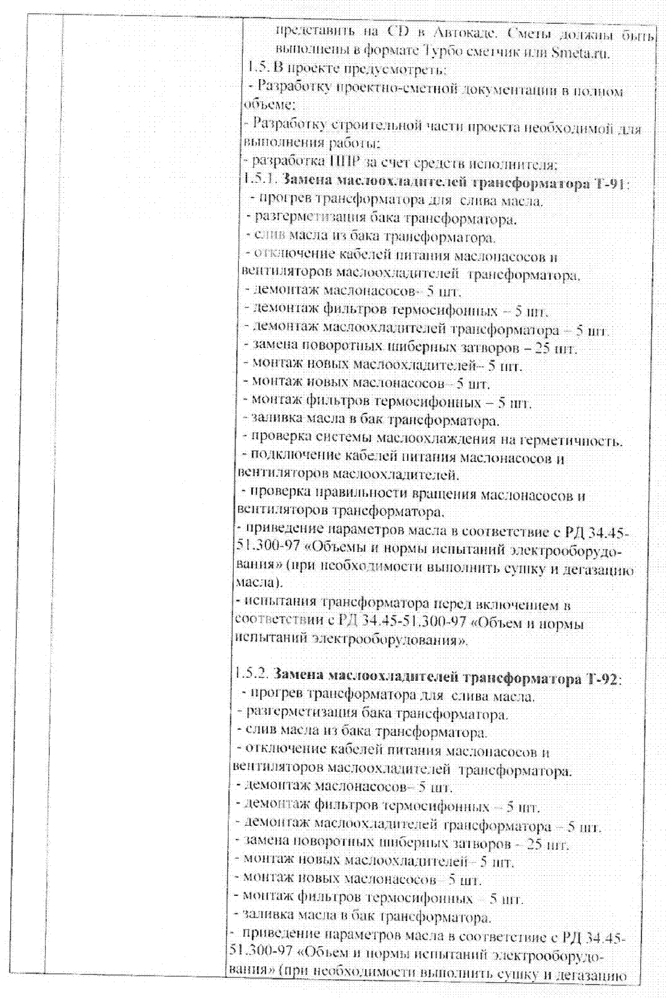 представить на CD в Автокаде. Сметы должны быть
выполнены в формате Турбо сметчик или Smeta.ru.
1.5. В проекте предусмотреть:
- Разработку проектно-сметной документации в полном
объеме;
- Разработку строительной части проекта необходимой для
выполнения работы;
- разработка ППР за счет средств исполнителя;
1.5.1. Замена маслоохладителей трансформатора Т-91:
- прогрев трансформатора для слива масла.
- разгерметизация бака трансформатора.
- слив масла из бака трансформатора.
- отключение кабелей питания маслонасосов и
вентиляторов маслоохладителей трансформатора.
- демонтаж маслонасосов– 5 шт.
- демонтаж фильтров термосифонных – 5 шт.
- демонтаж маслоохладителей трансформатора – 5 шт.
- замена поворотных шиберных затворов – 25 шт.
- монтаж новых маслоохладителей– 5 шт.
- монтаж новых маслонасосов– 5 шт.
- монтаж фильтров термосифонных – 5 шт.
- заливка масла в бак трансформатора.
- проверка системы маслоохлаждения на герметичность.
- подключение кабелей питания маслонасосов и
вентиляторов маслоохладителей.
- проверка правильности вращения маслонасосов и
вентиляторов трансформатора.
- приведение параметров масла в соответствие с РД 34.45-
51.300-97 «Объемы и нормы испытаний электрооборудо-
вания» (при необходимости выполнить сушку и дегазацию
масла).
- испытания трансформатора перед включением в
соответствии с РД 34.45-51.300-97 «Объем и нормы
испытаний электрооборудования».
1.5.2. Замена маслоохладителей трансформатора Т-92:
- прогрев трансформатора для слива масла.
- разгерметизация бака трансформатора.
- слив масла из бака трансформатора.
- отключение кабелей питания маслонасосов и
вентиляторов маслоохладителей трансформатора.
- демонтаж маслонасосов– 5 шт.
- демонтаж фильтров термосифонных – 5 шт.
- демонтаж маслоохладителей трансформатора – 5 шт.
- замена поворотных шиберных затворов – 25 шт.
- монтаж новых маслоохладителей– 5 шт.
- монтаж новых маслонасосов– 5 шт.
- монтаж фильтров термосифонных – 5 шт.
- заливка масла в бак трансформатора.
- приведение параметров масла в соответствие с РД 34.45-
51.300-97 «Объем и нормы испытаний электрооборудо-
вания» (при необходимости выполнить сушку и дегазацию